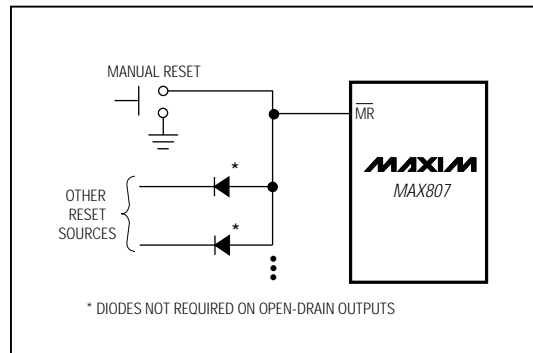 MANUAL RESET
MR
MAXIM
MAX807
*
*
OTHER
RESET
SOURCES
* DIODES NOT REQUIRED ON OPEN-DRAIN OUTPUTS